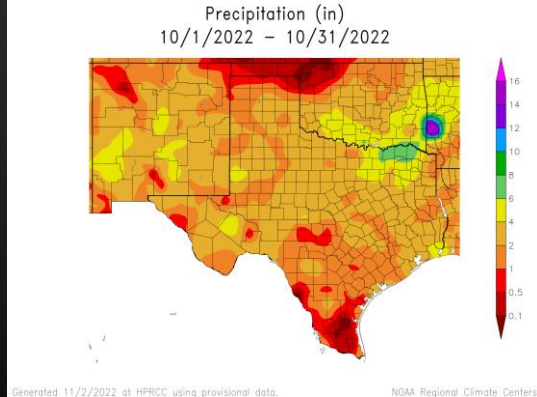 Precipitation (in)
10/1/2022 – 10/31/2022
16
14
12
10
8
6
4
2
1
0.5
0.1
Generated 11/2/2022 at HPRCC using provisional data.
NOAA Regional Climate Centers